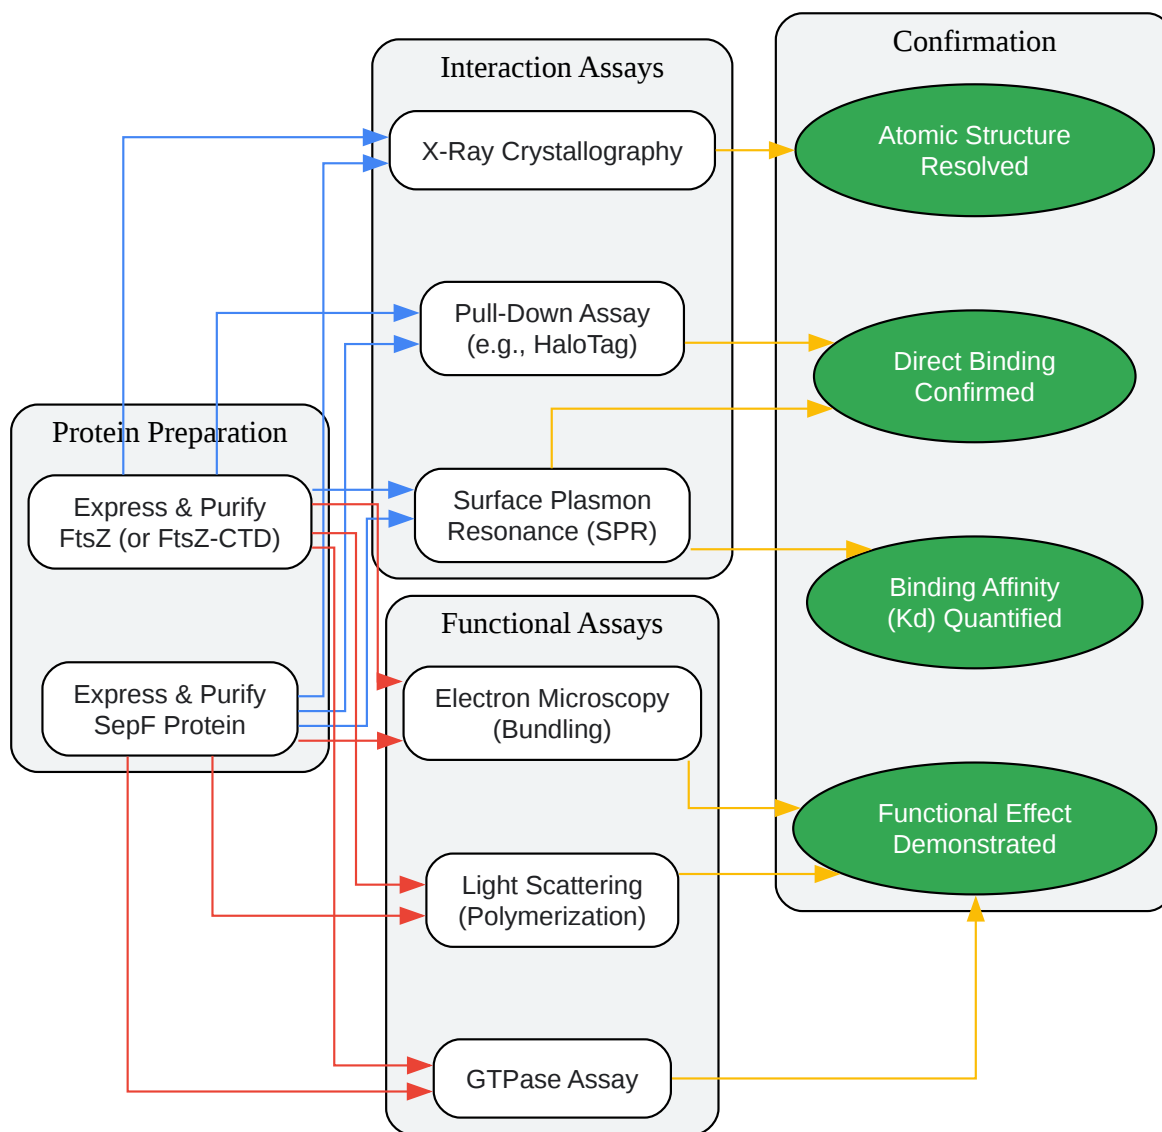 Protein Preparation
Express & Purify
FtsZ (or FtsZ-CTD)
Express & Purify
SepF Protein
Interaction Assays
X-Ray Crystallography
Pull-Down Assay
(e.g., HaloTag)
Surface Plasmon
Resonance (SPR)
Functional Assays
Electron Microscopy
(Bundling)
Light Scattering
(Polymerization)
GTPase Assay
Confirmation
Atomic Structure
Resolved
Direct Binding
Confirmed
Binding Affinity
(Kd) Quantified
Functional Effect
Demonstrated